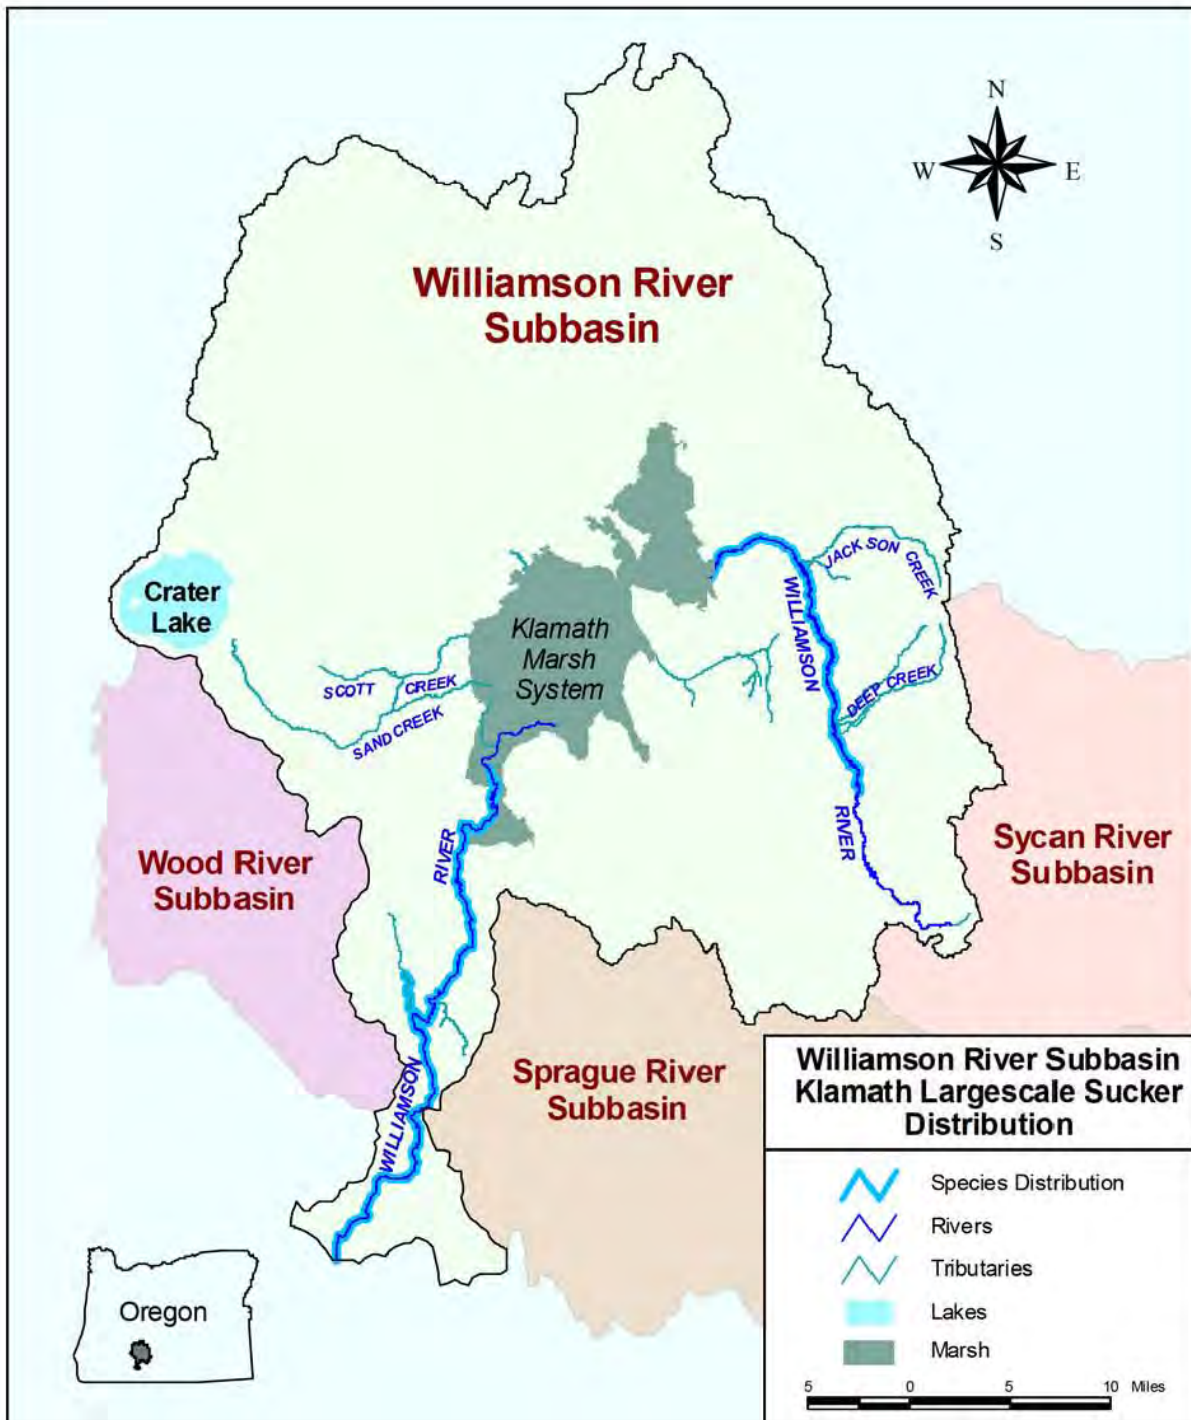 N
W
E
S
Williamson River
Subbasin
Crater
Lake
Klamath
Marsh
System
JACKSON CREEK
WILLIAMSON
DEEP CREEK
RIVER
SCOTT CREEK
SAND CREEK
RIVER
Wood River
Subbasin
Sycan River
Subbasin
Sprague River
Subbasin
WILLIAMSON
Williamson River Subbasin
Klamath Largescale Sucker
Distribution
Species Distribution
Rivers
Tributaries
Lakes
Marsh
5 0 5 10 Miles
Oregon